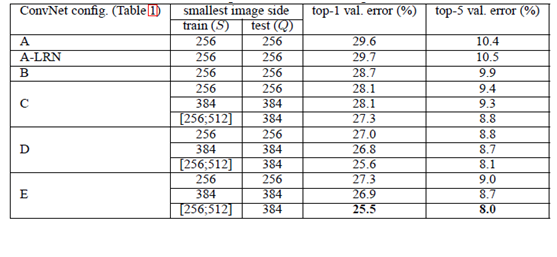 ConvNet config. (Table 1) smallest image side top-1 val. error (%) top-5 val. error (%)
train (S) test (Q)
A 256 256 29.6 10.4
A-LRN 256 256 29.7 10.5
B 256 256 28.7 9.9
C 256 256 28.1 9.4
384 384 28.1 9.3
[256;512] 384 27.3 8.8
D 256 256 27.0 8.8
384 384 26.8 8.7
[256;512] 384 25.6 8.1
E 256 256 27.3 9.0
384 384 26.9 8.7
[256;512] 384 25.5 8.0